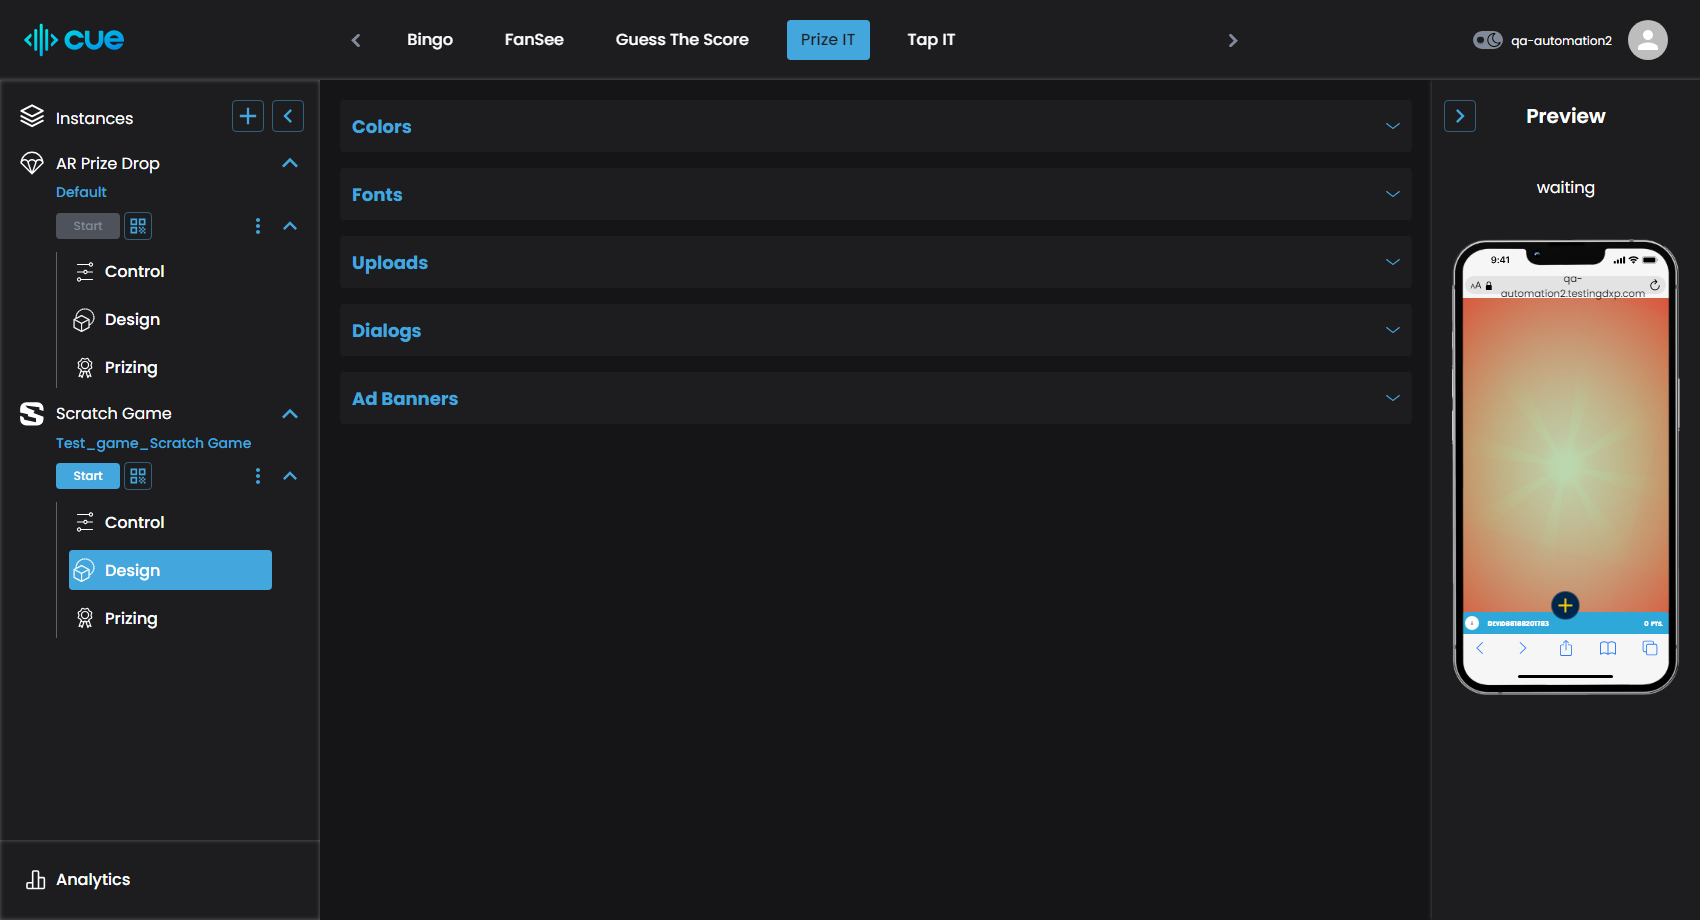 cue
Bingo
FanSee
Guess The Score
Prize IT
Tap IT
qa-automation2
Instances
AR Prize Drop
Default
Start
Control
Design
Prizing
Scratch Game
Test_game_Scratch Game
Start
Control
Design
Prizing
Analytics
Colors
Fonts
Uploads
Dialogs
Ad Banners
Preview
waiting
9:41
AA
qa-
automation2.testingdxp.com
0 PTS.